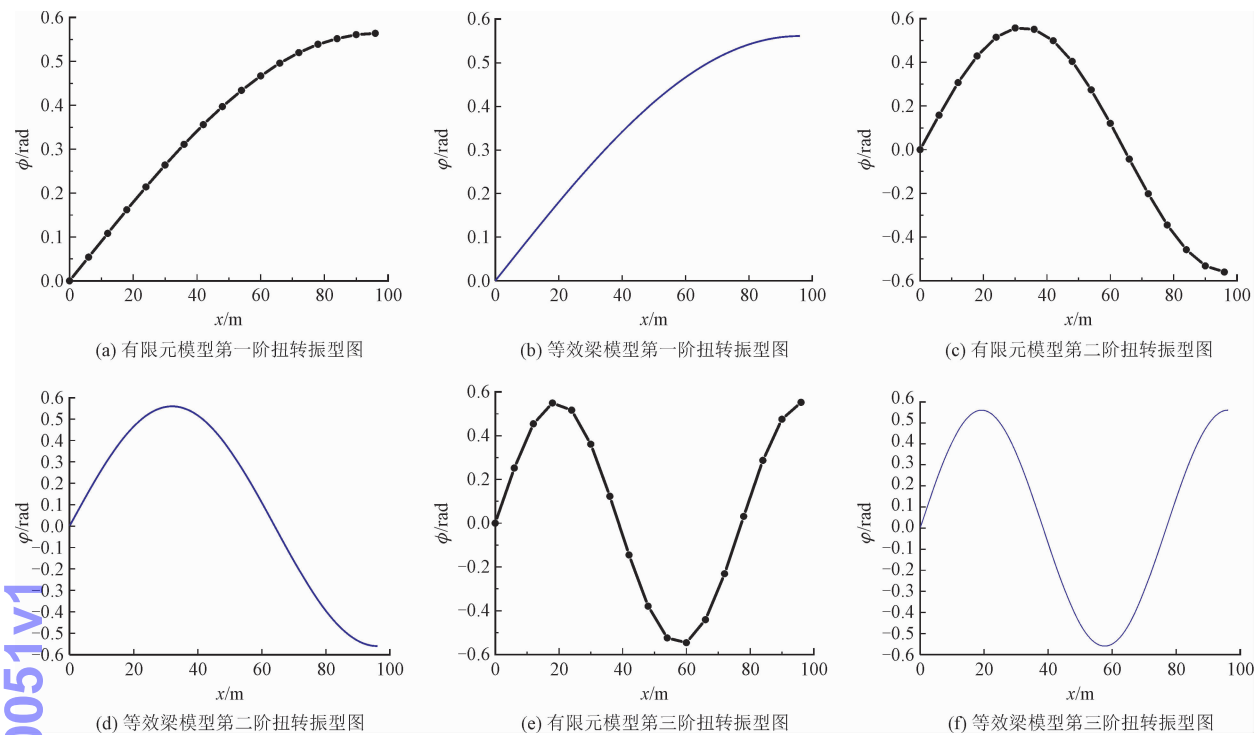 0.6
0.5
0.4
0.3
0.2
0.1
0.0
ϕ/rad
0 20 40 60 80 100
x/m
(a) 有限元模型第一阶扭转振型图
0.6
0.5
0.4
0.3
0.2
0.1
0.0
φ/rad
0 20 40 60 80 100
x/m
(b) 等效梁模型第一阶扭转振型图
0.6
0.4
0.2
0.0
−0.2
−0.4
−0.6
ϕ/rad
0 20 40 60 80 100
x/m
(c) 有限元模型第二阶扭转振型图
0.6
0.5
0.4
0.3
0.2
0.1
0.0
−0.1
−0.2
−0.3
−0.4
−0.5
−0.6
φ/rad
0 20 40 60 80 100
x/m
(d) 等效梁模型第二阶扭转振型图
0.6
0.4
0.2
0.0
−0.2
−0.4
−0.6
ϕ/rad
0 20 40 60 80 100
x/m
(e) 有限元模型第三阶扭转振型图
0.6
0.5
0.4
0.3
0.2
0.1
0.0
−0.1
−0.2
−0.3
−0.4
−0.5
−0.6
φ/rad
0 20 40 60 80 100
x/m
(f) 等效梁模型第三阶扭转振型图
0051v1